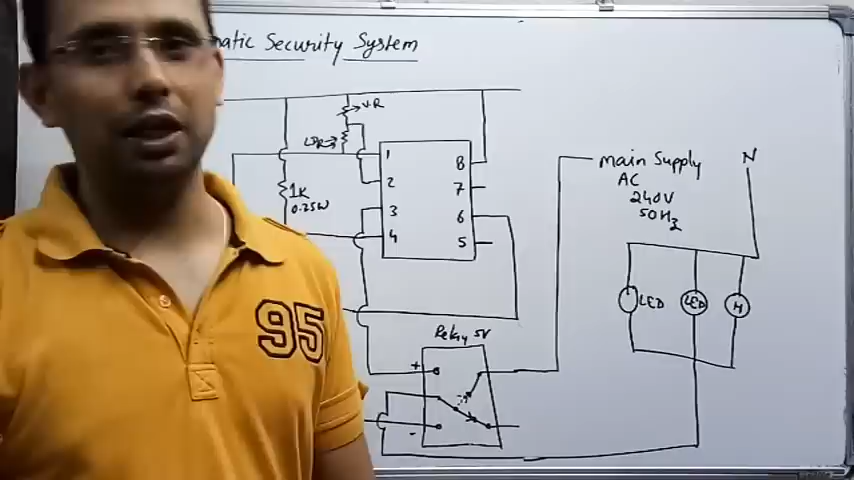 matic Security System
V.R
LDR
1K
0.25W
1
2
3
4
8
7
6
5
main Supply
AC
240V
50Hz
N
LED
LED
M
Relay 5V
+
-
95